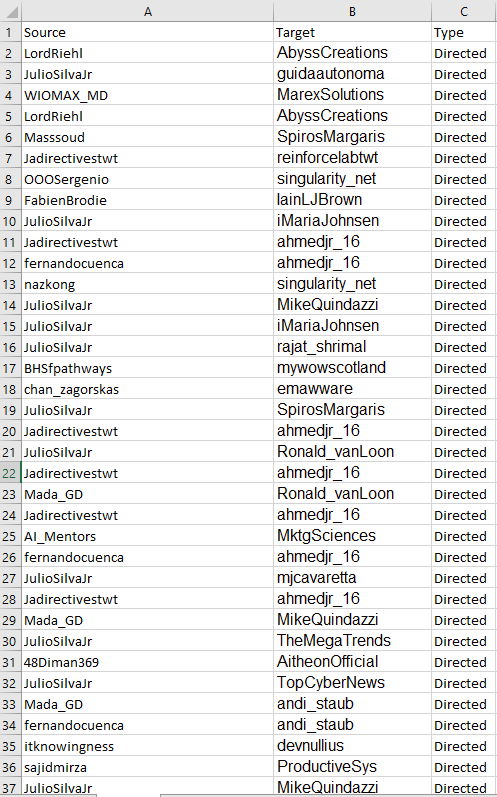 A B C
1 Source Target Type
2 LordRiehl AbyssCreations Directed
3 JulioSilvaJr guidaautonoma Directed
4 WIOMAX_MD MarexSolutions Directed
5 LordRiehl AbyssCreations Directed
6 Masssoud SpirosMargaris Directed
7 Jadirectivestwt reinforcelabtwt Directed
8 OOOSergenio singularity_net Directed
9 FabienBrodie IainLJBrown Directed
10 JulioSilvaJr iMariaJohnsen Directed
11 Jadirectivestwt ahmedjr_16 Directed
12 fernandocuenca ahmedjr_16 Directed
13 nazkong singularity_net Directed
14 JulioSilvaJr MikeQuindazzi Directed
15 JulioSilvaJr iMariaJohnsen Directed
16 JulioSilvaJr rajat_shrimal Directed
17 BHSfpathways mywowscotland Directed
18 chan_zagorskas emawware Directed
19 JulioSilvaJr SpirosMargaris Directed
20 Jadirectivestwt ahmedjr_16 Directed
21 JulioSilvaJr Ronald_vanLoon Directed
22 Jadirectivestwt ahmedjr_16 Directed
23 Mada_GD Ronald_vanLoon Directed
24 Jadirectivestwt ahmedjr_16 Directed
25 AI_Mentors MktgSciences Directed
26 fernandocuenca ahmedjr_16 Directed
27 JulioSilvaJr mjcavaretta Directed
28 Jadirectivestwt ahmedjr_16 Directed
29 Mada_GD MikeQuindazzi Directed
30 JulioSilvaJr TheMegaTrends Directed
31 48Diman369 AitheonOfficial Directed
32 JulioSilvaJr TopCyberNews Directed
33 Mada_GD andi_staub Directed
34 fernandocuenca andi_staub Directed
35 itknowingness devnullius Directed
36 sajidmirza ProductiveSys Directed
37 JulioSilvaJr MikeQuindazzi Directed